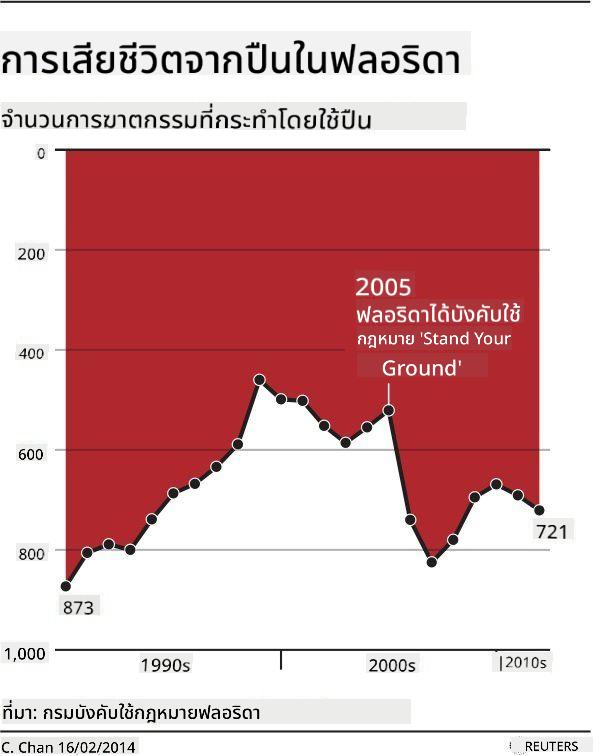 การเสียชีวิตจากปืนในฟลอริดา
จำนวนการฆาตกรรมที่กระทำโดยใช้ปืน
0
200
400
600
800
1,000
2005
ฟลอริดาได้บังคับใช้
กฎหมาย 'Stand Your
Ground'
721
873
1990s
2000s
2010s
ที่มา: กรมบังคับใช้กฎหมายฟลอริดา
C. Chan 16/02/2014
REUTERS